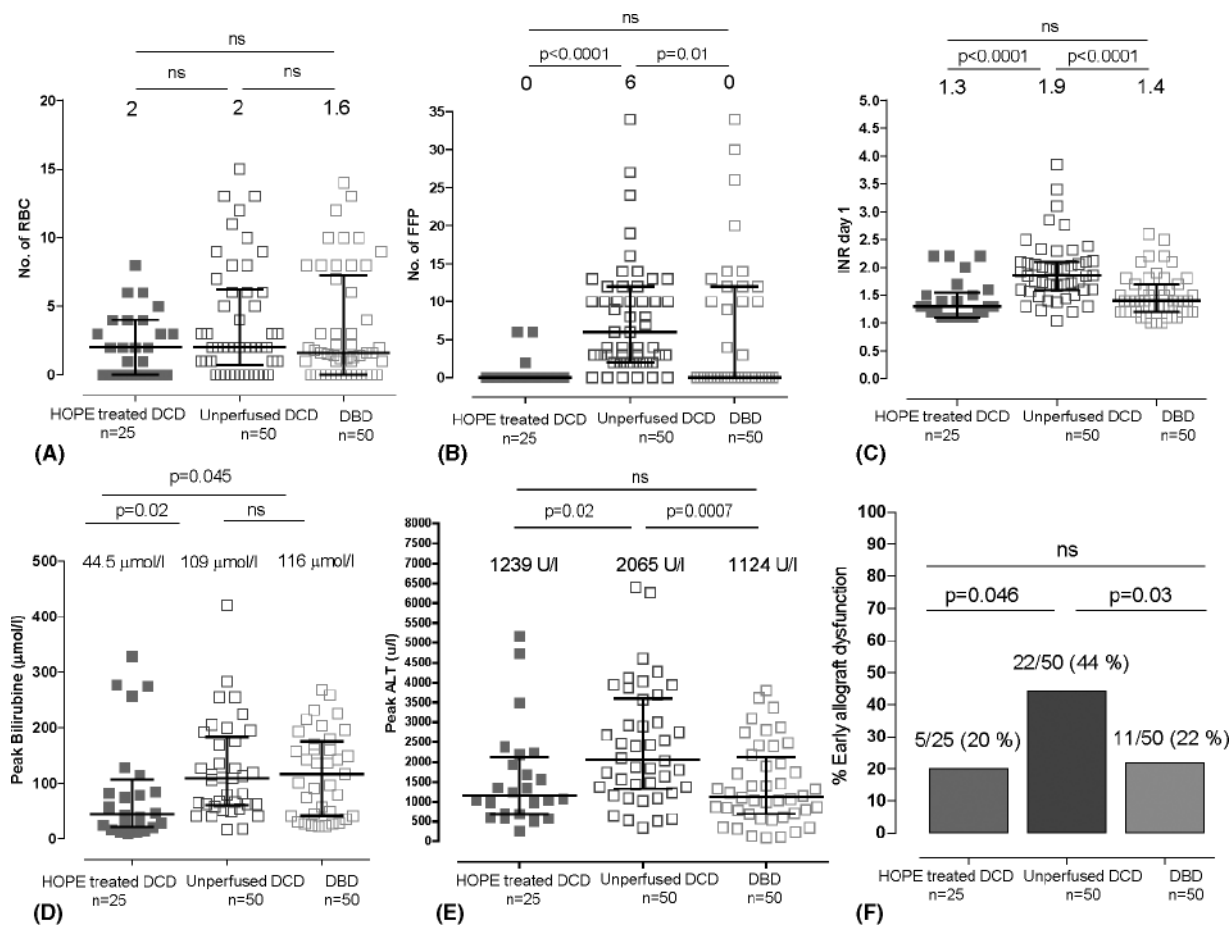 ns
ns ns
2 2 1.6
20
15
10
5
0
No. of RBC
HOPE treated DCD Unperfused DCD DBD
n=25 n=50 n=50
(A)
ns
p<0.0001 p=0.01
0 6 0
35
30
25
20
15
10
5
0
No. of FFP
HOPE treated DCD Unperfused DCD DBD
n=25 n=50 n=50
(B)
ns
p<0.0001 p<0.0001
1.3 1.9 1.4
5.0
4.5
4.0
3.5
3.0
2.5
2.0
1.5
1.0
0.5
0.0
INR day 1
HOPE treated DCD Unperfused DCD DBD
n=25 n=50 n=50
(C)
p=0.045
p=0.02 ns
44.5 μmol/l 109 μmol/l 116 μmol/l
500
400
300
200
100
0
Peak Bilirubine (μmol/l)
HOPE treated DCD Unperfused DCD DBD
n=25 n=50 n=50
(D)
ns
p=0.02 p=0.0007
1239 U/l 2065 U/l 1124 U/l
8000
7500
7000
6500
6000
5500
5000
4500
4000
3500
3000
2500
2000
1500
1000
500
0
Peak ALT (u/l)
HOPE treated DCD Unperfused DCD DBD
n=25 n=50 n=50
(E)
ns
p=0.046 p=0.03
22/50 (44 %)
5/25 (20 %) 11/50 (22 %)
100
90
80
70
60
50
40
30
20
10
0
% Early allograft dysfunction
HOPE treated DCD Unperfused DCD DBD
n=25 n=50 n=50
(F)